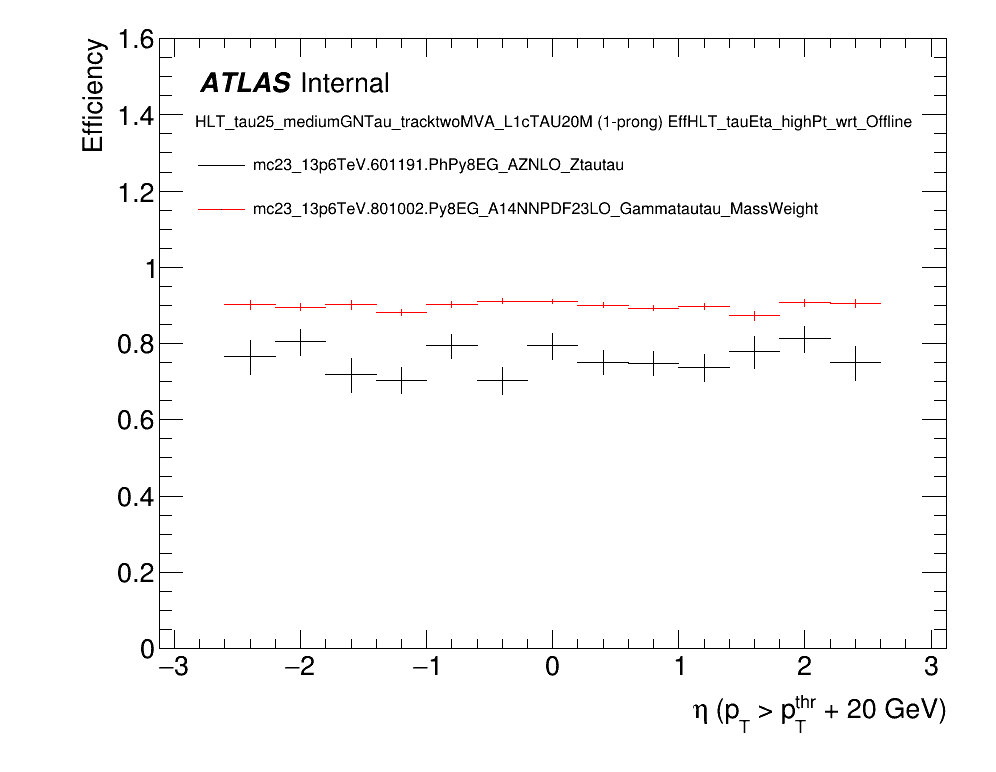 1.6
Efficiency
ATLAS Internal
1.4
HLT_tau25_mediumGNTau_tracktwoMVA_L1cTAU20M (1-prong) EffHLT_tauEta_highPt_wrt_Offline
mc23_13p6TeV.601191.PhPy8EG_AZNLO_Ztautau
1.2
mc23_13p6TeV.801002.Py8EG_A14NNPDF23LO_Gammatautau_MassWeight
1
0.8
0.6
0.4
0.2
0
−3 −2 −1 0 1 2 3
η (p_T > p_T^thr + 20 GeV)